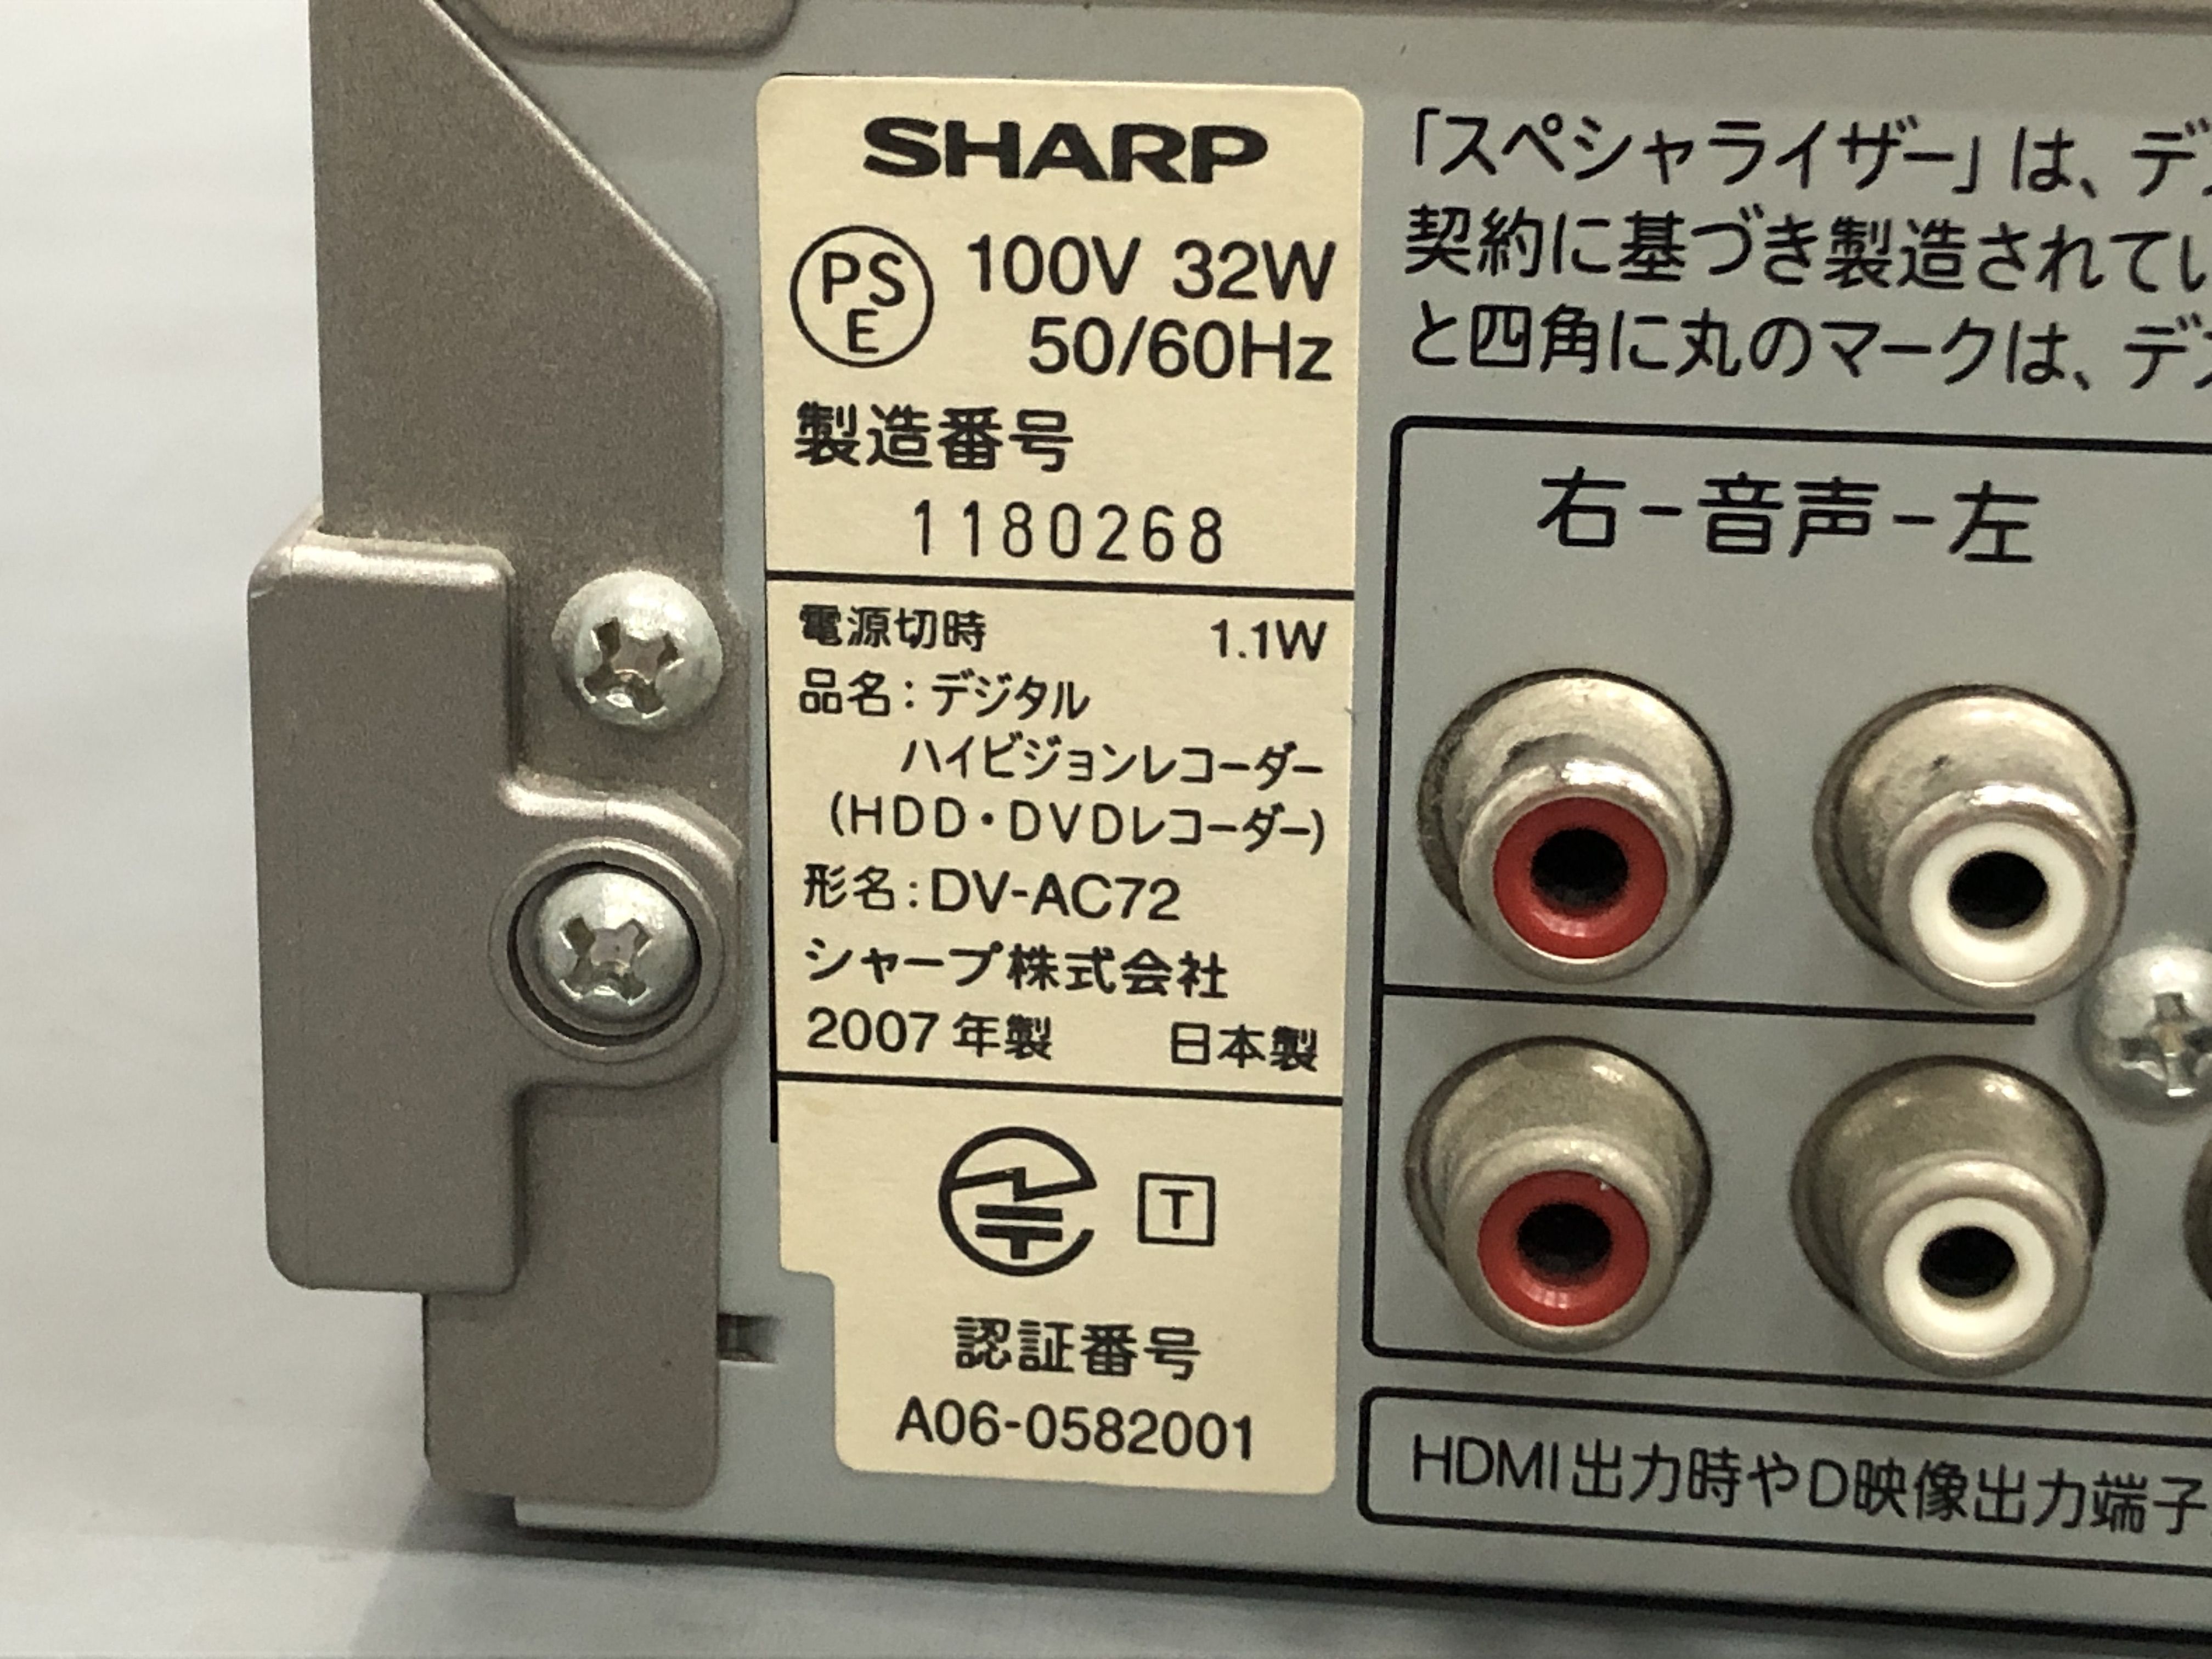 SHARP
PS
E
100V 32W
50/60Hz
製造番号
1180268
電源切時 1.1W
品名:デジタル
ハイビジョンレコーダー
(HDD・DVDレコーダー)
形名:DV-AC72
シャープ株式会社
2007年製 日本製
T
認証番号
A06-0582001
「スペシャライザー」は、デ
契約に基づき製造されてい
と四角に丸のマークは、デ
右-音声-左
HDMI出力時やD映像出力端子